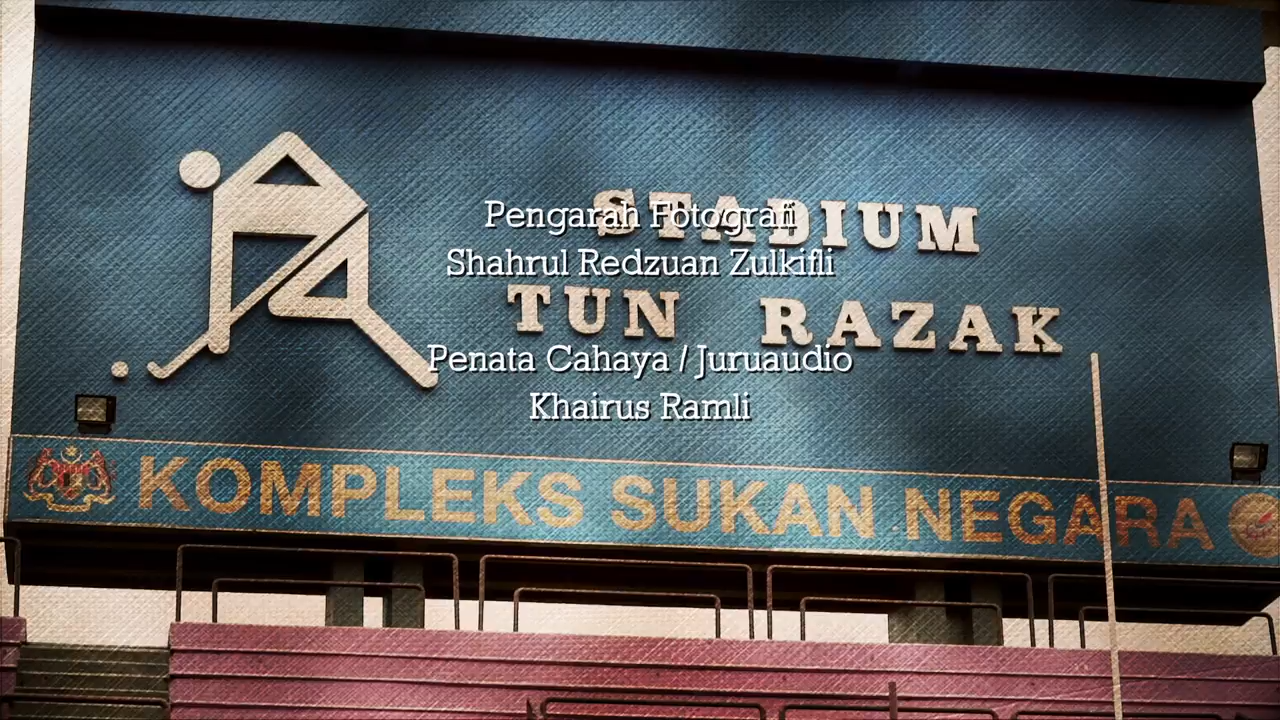 STADIUM
TUN RAZAK
Pengarah Fotografi
Shahrul Redzuan Zulkifli
Penata Cahaya / Juruaudio
Khairus Ramli
KOMPLEKS SUKAN NEGARA